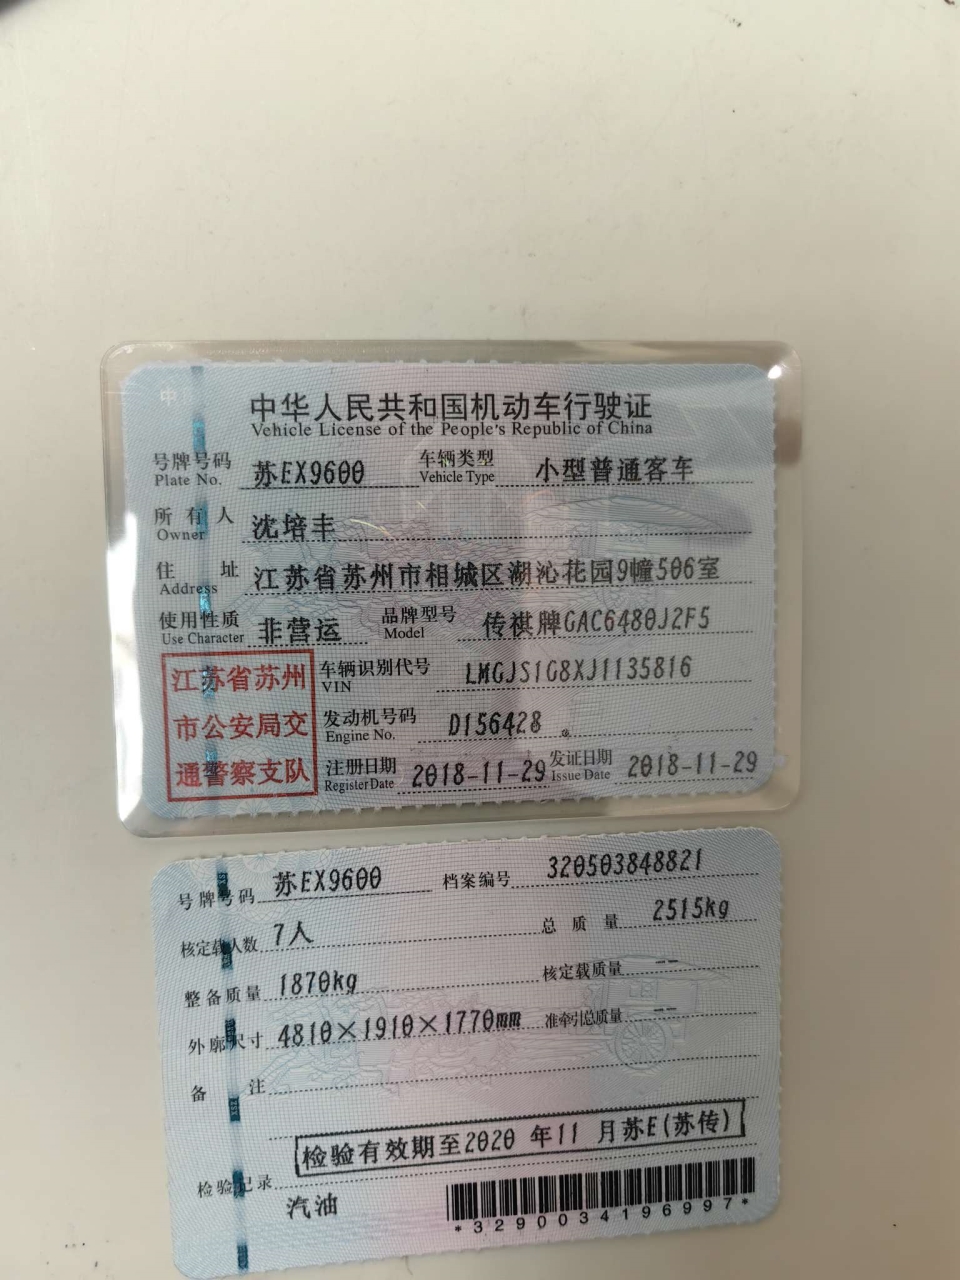 中华人民共和国机动车行驶证
Vehicle License of the People's Republic of China
号牌号码 苏EX9600 车辆类型 小型普通客车
Plate No. Vehicle Type
所有人 沈培丰
Owner
住址 江苏省苏州市相城区湖沁花园9幢506室
Address
使用性质 非营运 品牌型号 传祺牌GAC6480J2F5
Use Character Model
江苏省苏州
市公安局交
通警察支队
车辆识别代号 LMGJS1G8XJ1135816
VIN
发动机号码 D156428
Engine No.
注册日期 2018-11-29 发证日期 2018-11-29
Register Date Issue Date
号牌号码 苏EX9600 档案编号 320503848821
核定载人数 7人 总质量 2515kg
整备质量 1870kg 核定载质量 --
外廓尺寸 4810×1910×1770mm 准牵引总质量 --
备注
检验有效期至2020 年11 月苏E(苏传)
检验记录
汽油
*3290034196997*